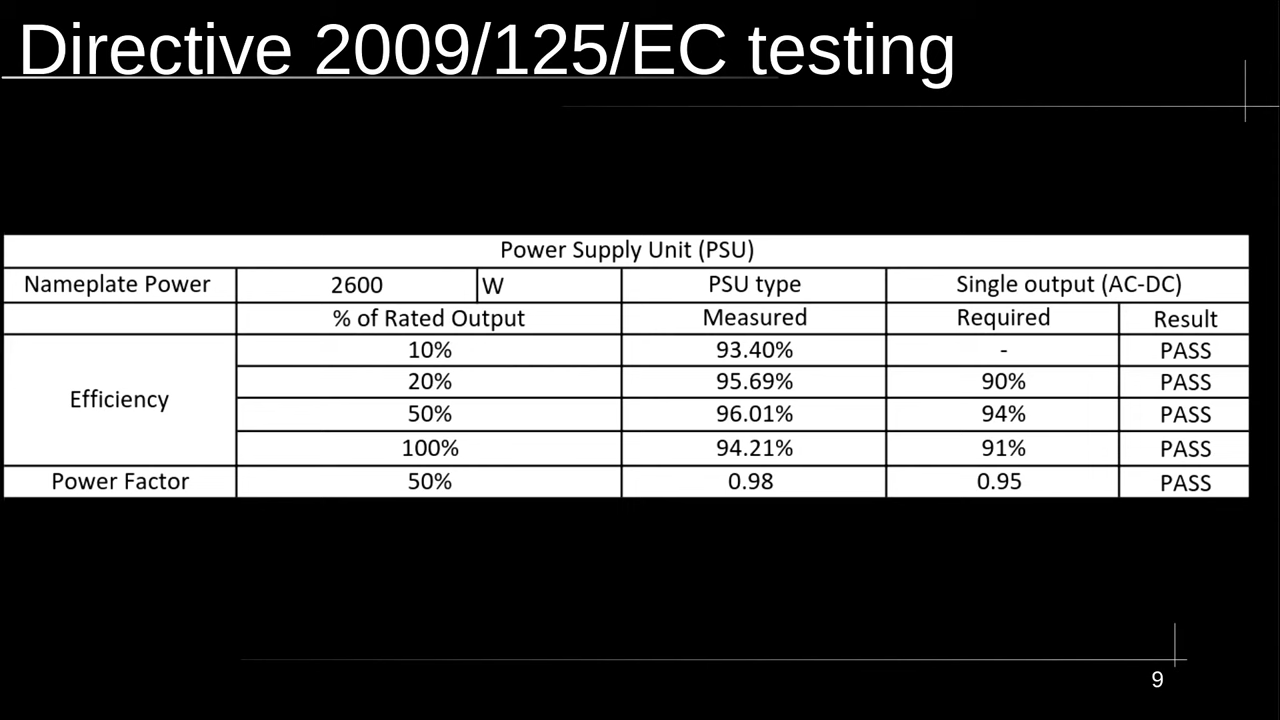 Directive 2009/125/EC testing
Power Supply Unit (PSU)
Nameplate Power 2600 W PSU type Single output (AC-DC)
% of Rated Output Measured Required Result
Efficiency
10% 93.40% - PASS
20% 95.69% 90% PASS
50% 96.01% 94% PASS
100% 94.21% 91% PASS
Power Factor 50% 0.98 0.95 PASS
9